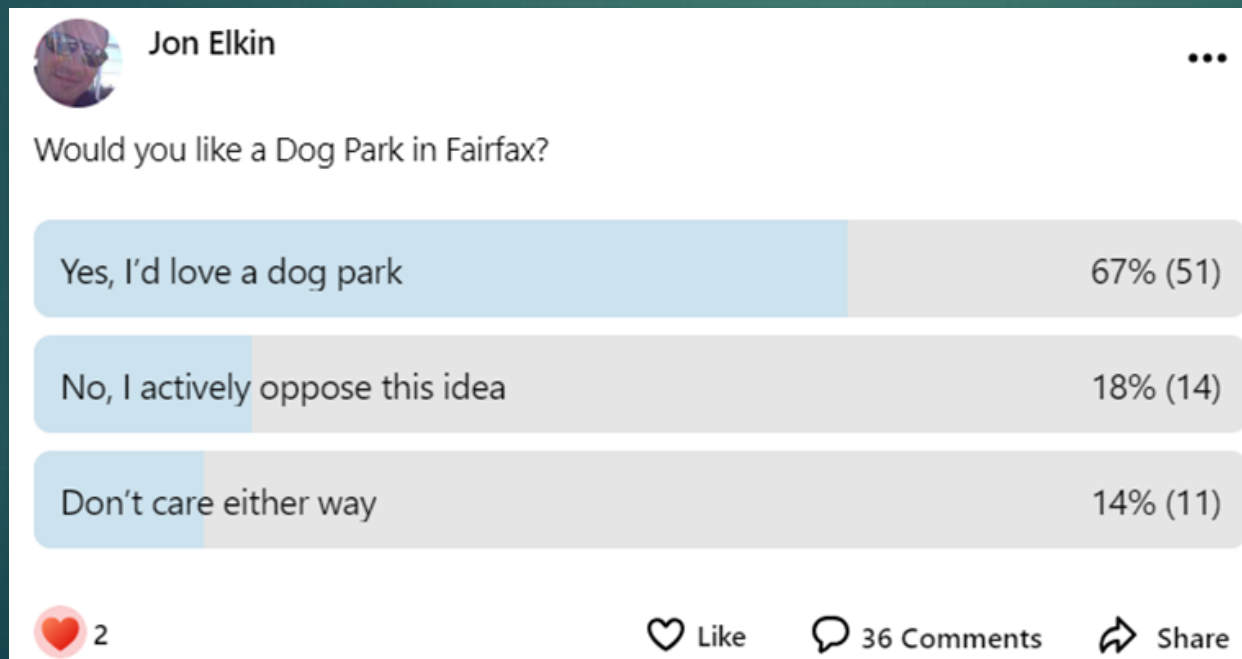 Jon Elkin
Would you like a Dog Park in Fairfax?
Yes, I'd love a dog park 67% (51)
No, I actively oppose this idea 18% (14)
Don't care either way 14% (11)
2 Like 36 Comments Share